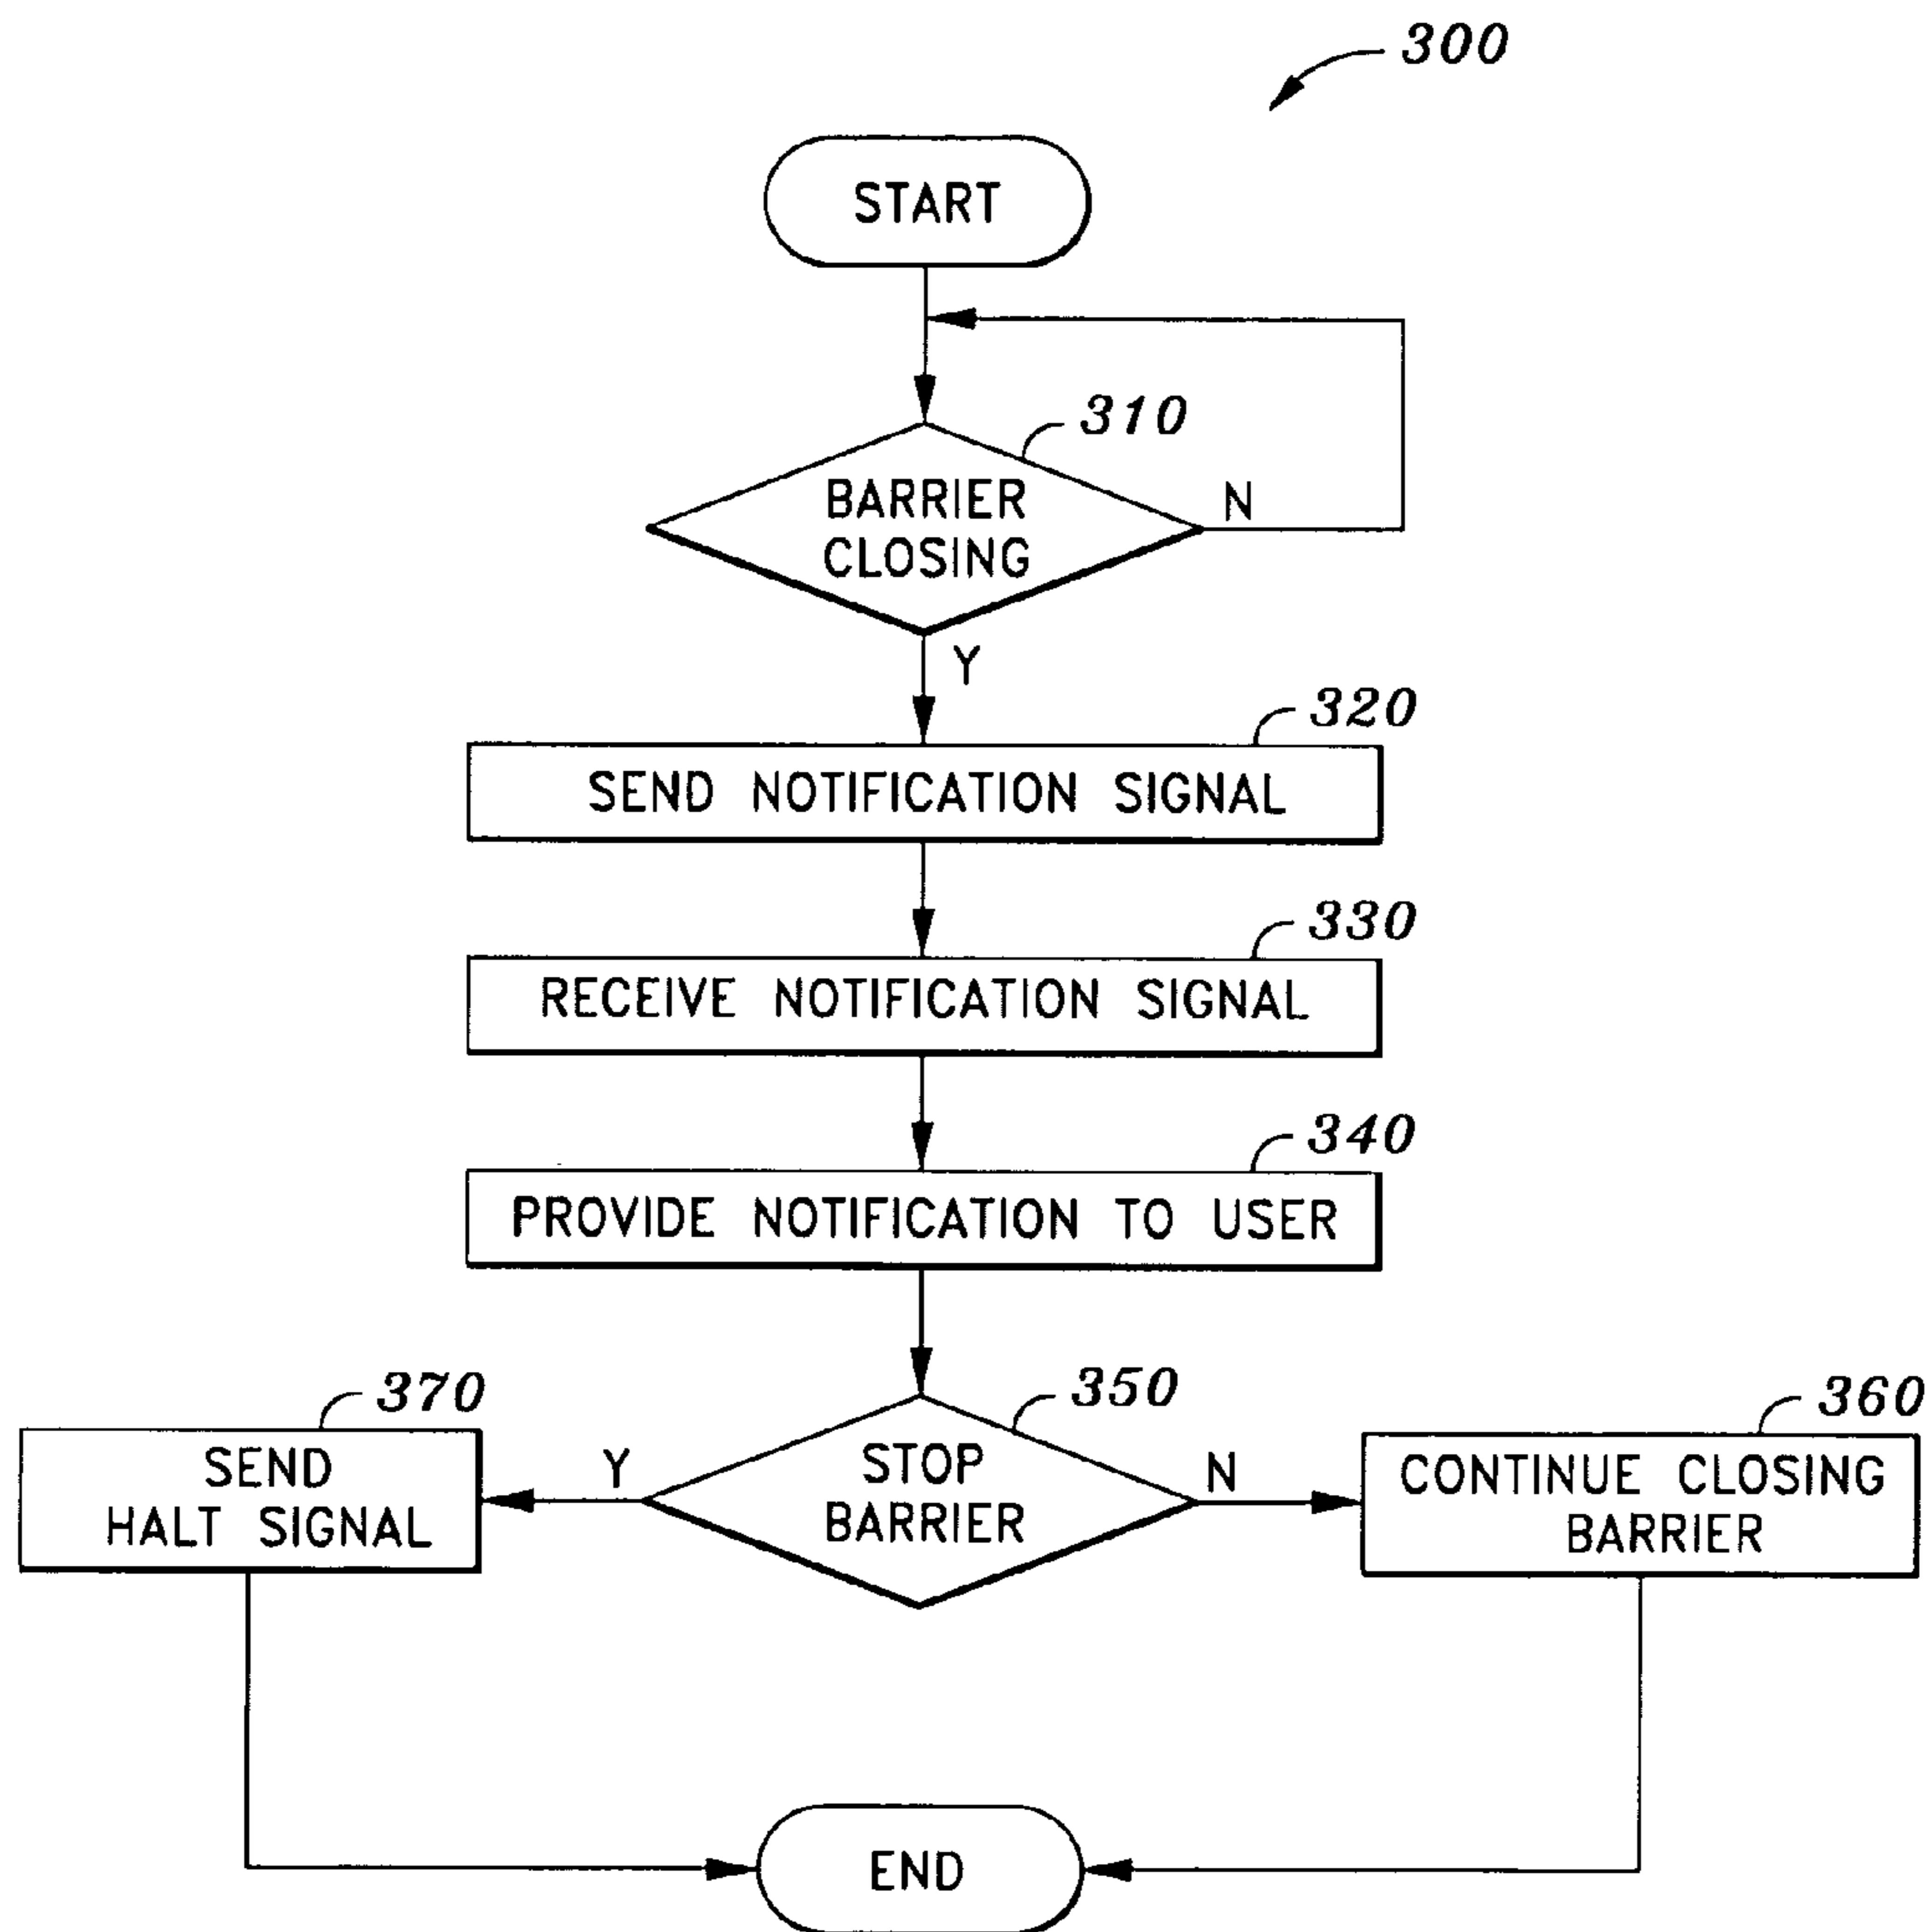 300
START
310
BARRIER
CLOSING
N
Y
320
SEND NOTIFICATION SIGNAL
330
RECEIVE NOTIFICATION SIGNAL
340
PROVIDE NOTIFICATION TO USER
370
SEND
HALT SIGNAL
Y
350
STOP
BARRIER
N
360
CONTINUE CLOSING
BARRIER
END